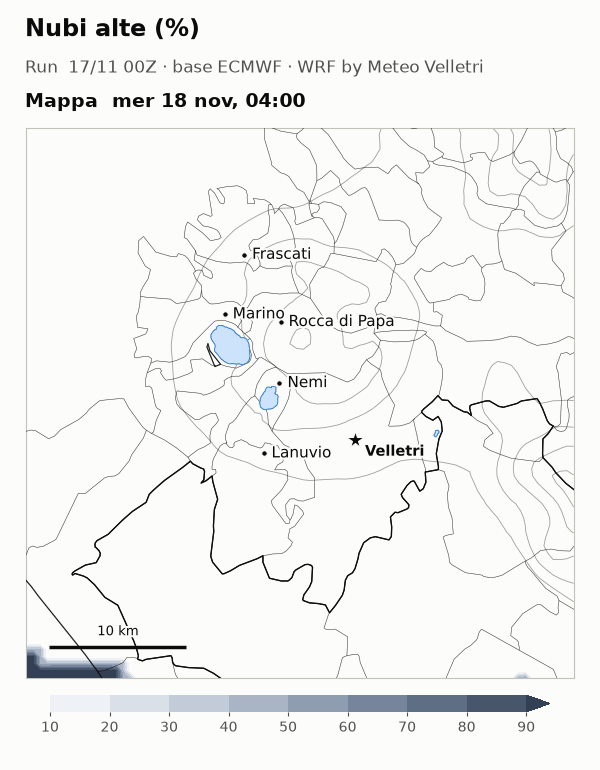 Nubi alte (%)
Run  17/11 00Z · base ECMWF · WRF by Meteo Velletri
Mappa  mer 18 nov, 04:00
Frascati
Marino
Rocca di Papa
Nemi
Velletri
Lanuvio
10 km
10 20 30 40 50 60 70 80 90